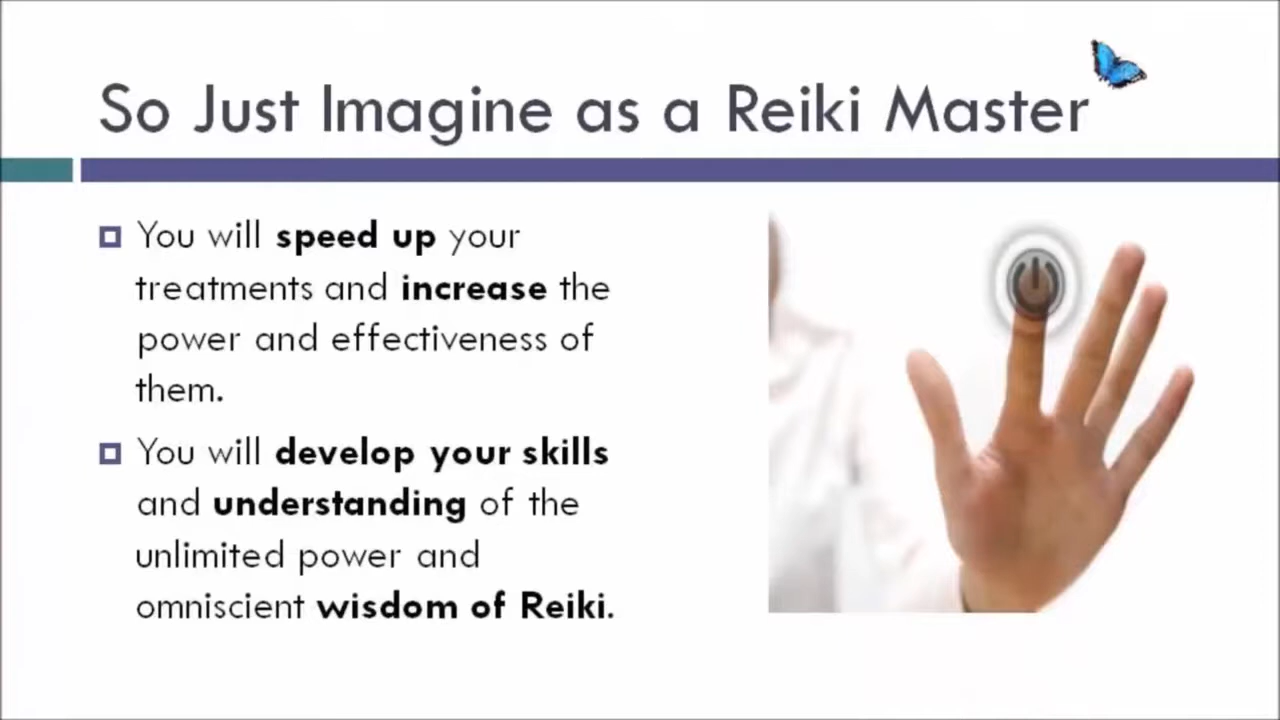 So Just Imagine as a Reiki Master
You will speed up your
treatments and increase the
power and effectiveness of
them.
You will develop your skills
and understanding of the
unlimited power and
omniscient wisdom of Reiki.